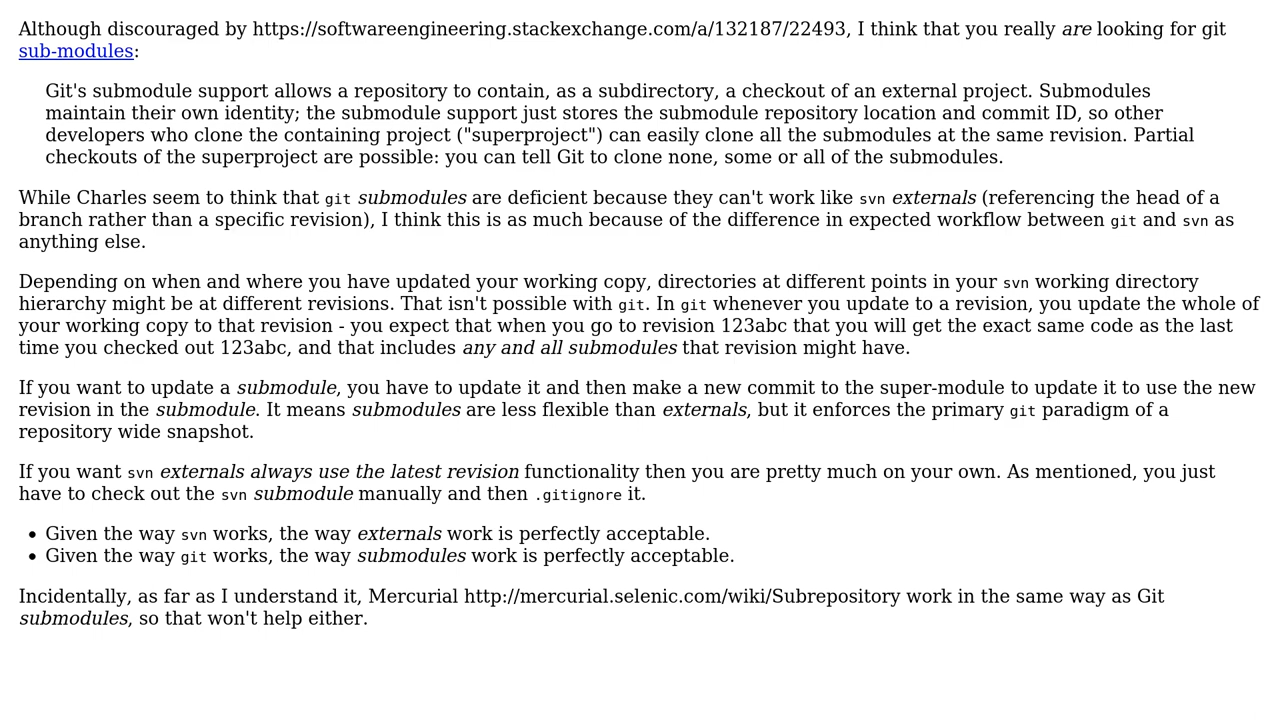 Although discouraged by https://softwareengineering.stackexchange.com/a/132187/22493, I think that you really are looking for git
sub-modules:
Git's submodule support allows a repository to contain, as a subdirectory, a checkout of an external project. Submodules
maintain their own identity; the submodule support just stores the submodule repository location and commit ID, so other
developers who clone the containing project ("superproject") can easily clone all the submodules at the same revision. Partial
checkouts of the superproject are possible: you can tell Git to clone none, some or all of the submodules.
While Charles seem to think that git submodules are deficient because they can't work like svn externals (referencing the head of a
branch rather than a specific revision), I think this is as much because of the difference in expected workflow between git and svn as
anything else.
Depending on when and where you have updated your working copy, directories at different points in your svn working directory
hierarchy might be at different revisions. That isn't possible with git. In git whenever you update to a revision, you update the whole of
your working copy to that revision - you expect that when you go to revision 123abc that you will get the exact same code as the last
time you checked out 123abc, and that includes any and all submodules that revision might have.
If you want to update a submodule, you have to update it and then make a new commit to the super-module to update it to use the new
revision in the submodule. It means submodules are less flexible than externals, but it enforces the primary git paradigm of a
repository wide snapshot.
If you want svn externals always use the latest revision functionality then you are pretty much on your own. As mentioned, you just
have to check out the svn submodule manually and then .gitignore it.
• Given the way svn works, the way externals work is perfectly acceptable.
• Given the way git works, the way submodules work is perfectly acceptable.
Incidentally, as far as I understand it, Mercurial http://mercurial.selenic.com/wiki/Subrepository work in the same way as Git
submodules, so that won't help either.